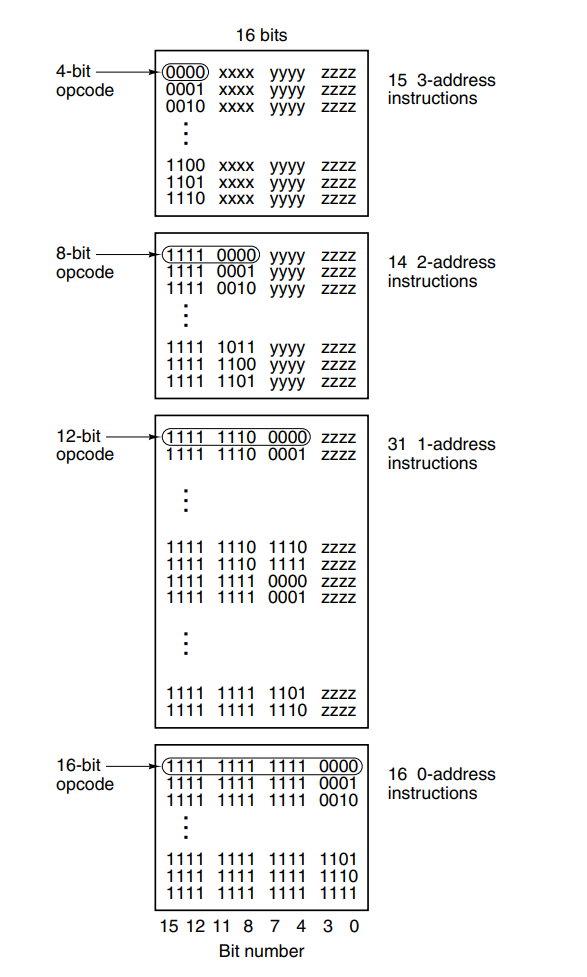 16 bits
4-bit
opcode
0000 xxxx yyyy zzzz
0001 xxxx yyyy zzzz
0010 xxxx yyyy zzzz
1100 xxxx yyyy zzzz
1101 xxxx yyyy zzzz
1110 xxxx yyyy zzzz
15 3-address
instructions
8-bit
opcode
1111 0000 yyyy zzzz
1111 0001 yyyy zzzz
1111 0010 yyyy zzzz
1111 1011 yyyy zzzz
1111 1100 yyyy zzzz
1111 1101 yyyy zzzz
14 2-address
instructions
12-bit
opcode
1111 1110 0000 zzzz
1111 1110 0001 zzzz
1111 1110 1110 zzzz
1111 1110 1111 zzzz
1111 1111 0000 zzzz
1111 1111 0001 zzzz
1111 1111 1101 zzzz
1111 1111 1110 zzzz
31 1-address
instructions
16-bit
opcode
1111 1111 1111 0000
1111 1111 1111 0001
1111 1111 1111 0010
1111 1111 1111 1101
1111 1111 1111 1110
1111 1111 1111 1111
16 0-address
instructions
15 12 11 8 7 4 3 0
Bit number